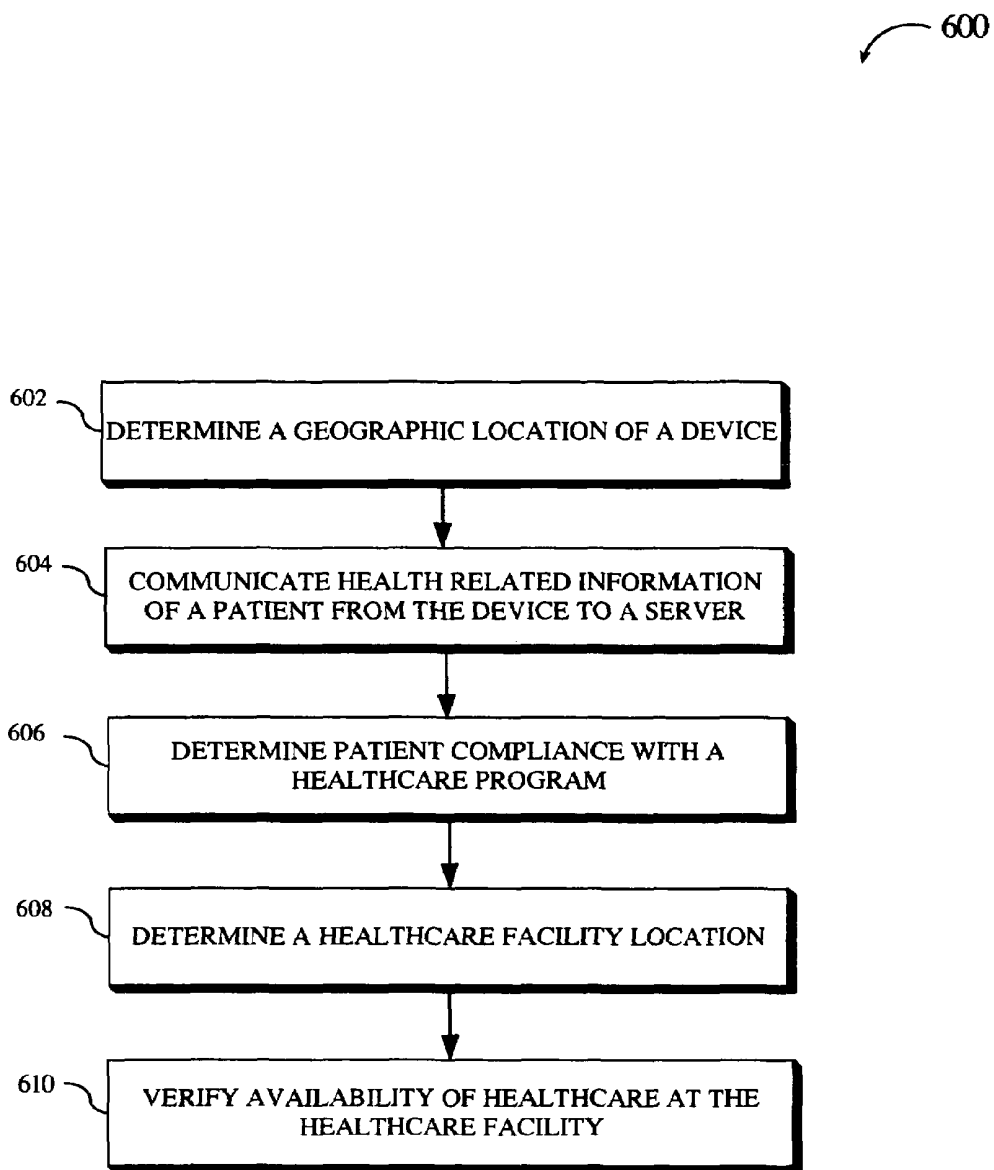 600
602
DETERMINE A GEOGRAPHIC LOCATION OF A DEVICE
604
COMMUNICATE HEALTH RELATED INFORMATION
OF A PATIENT FROM THE DEVICE TO A SERVER
606
DETERMINE PATIENT COMPLIANCE WITH A
HEALTHCARE PROGRAM
608
DETERMINE A HEALTHCARE FACILITY LOCATION
610
VERIFY AVAILABILITY OF HEALTHCARE AT THE
HEALTHCARE FACILITY